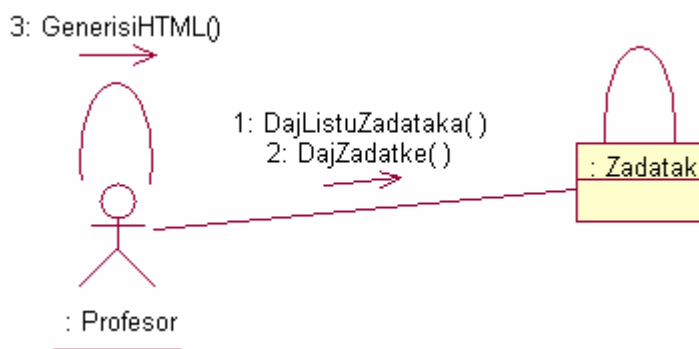 3: GenerisiHTML()
1: DajListuZadataka( )
2: DajZadatke( )
: Zadatak
: Profesor